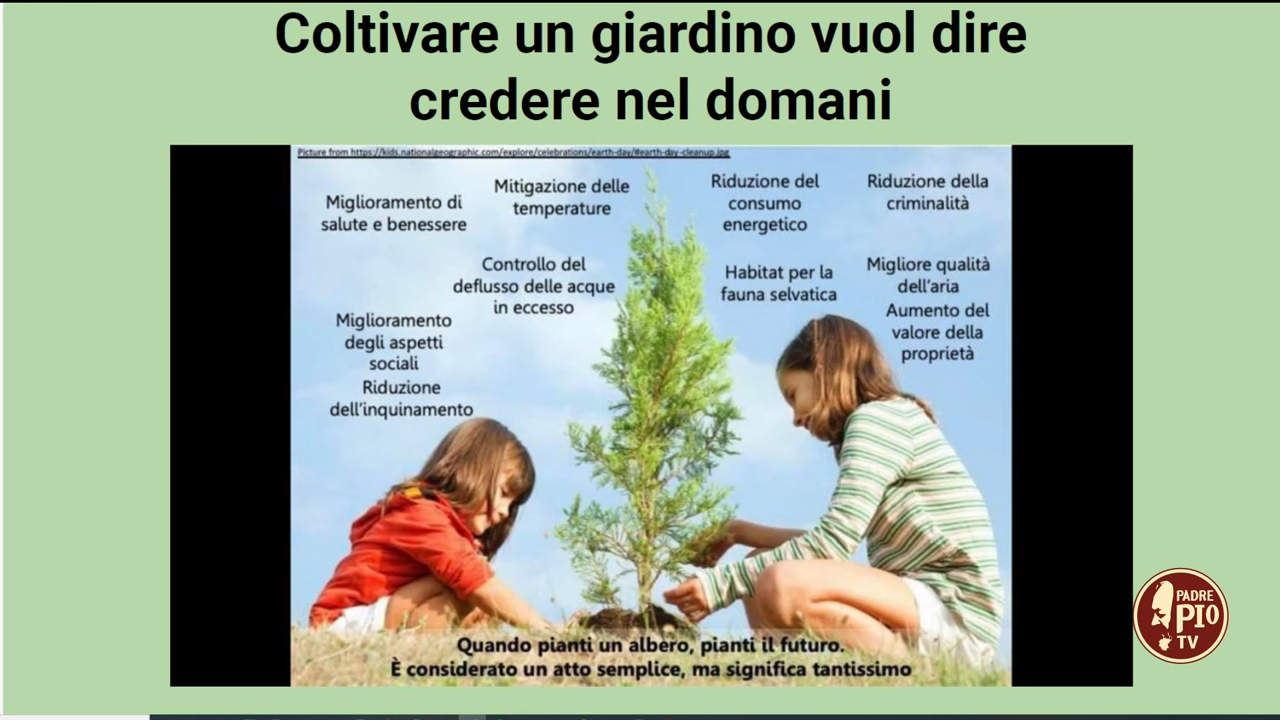 Coltivare un giardino vuol dire
credere nel domani
Picture from https://kids.nationalgeographic.com/explore/celebrations/earth-day/#earth-day-cleanup.jpg
Miglioramento di
salute e benessere
Mitigazione delle
temperature
Riduzione del
consumo
energetico
Riduzione della
criminalità
Controllo del
deflusso delle acque
in eccesso
Habitat per la
fauna selvatica
Migliore qualità
dell'aria
Aumento del
valore della
proprietà
Miglioramento
degli aspetti
sociali
Riduzione
dell'inquinamento
Quando pianti un albero, pianti il futuro.
È considerato un atto semplice, ma significa tantissimo
PADRE
PIO
TV